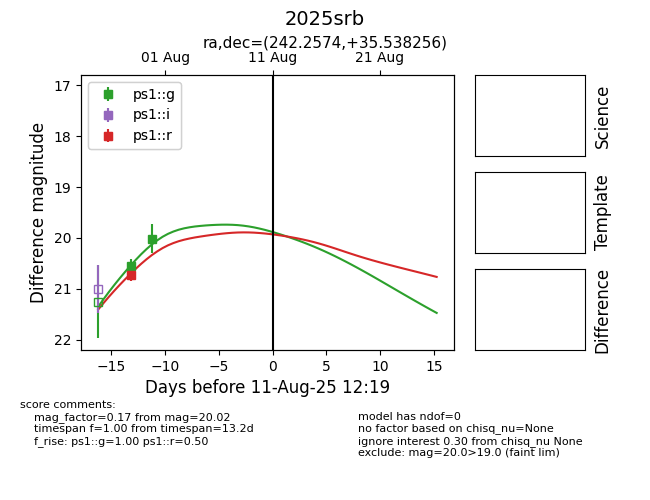 2025srb
ra,dec=(242.2574,+35.538256)
01 Aug
11 Aug
21 Aug
17
18
19
20
21
22
Difference magnitude
ps1::g
ps1::i
ps1::r
−15
−10
−5
0
5
10
15
Days before 11-Aug-25 12:19
Science
Template
Difference
score comments:
mag_factor=0.17 from mag=20.02
timespan f=1.00 from timespan=13.2d
f_rise: ps1::g=1.00 ps1::r=0.50
model has ndof=0
no factor based on chisq_nu=None
ignore interest 0.30 from chisq_nu None
exclude: mag=20.0>19.0 (faint lim)